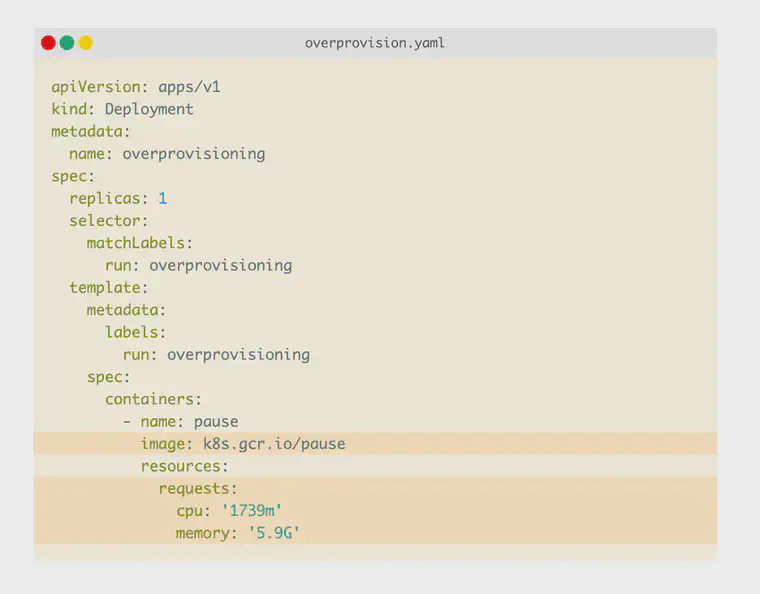 overprovision.yaml
apiVersion: apps/v1
kind: Deployment
metadata:
  name: overprovisioning
spec:
  replicas: 1
  selector:
    matchLabels:
      run: overprovisioning
  template:
    metadata:
      labels:
        run: overprovisioning
    spec:
      containers:
        - name: pause
          image: k8s.gcr.io/pause
          resources:
            requests:
              cpu: '1739m'
              memory: '5.9G'